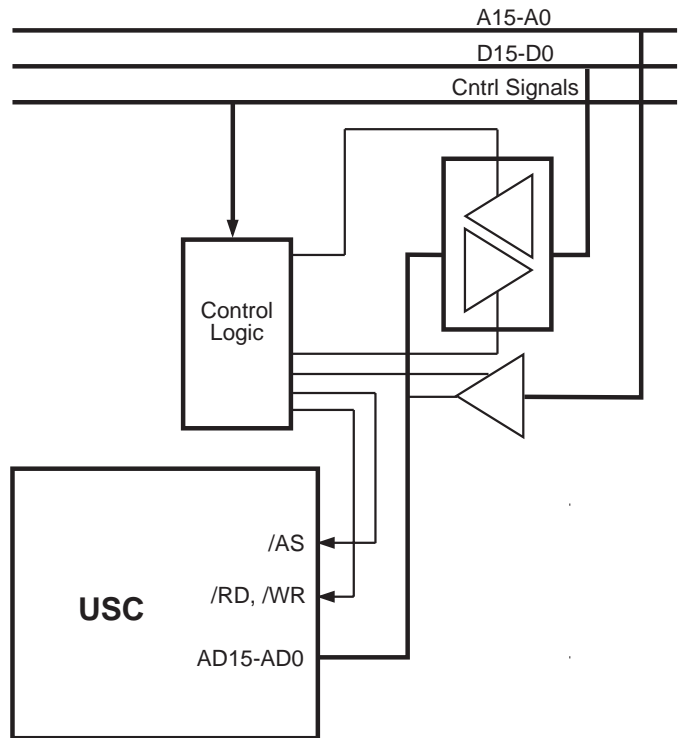 A15-A0
D15-D0
Cntrl Signals
Control
Logic
/AS
/RD, /WR
USC
AD15-AD0